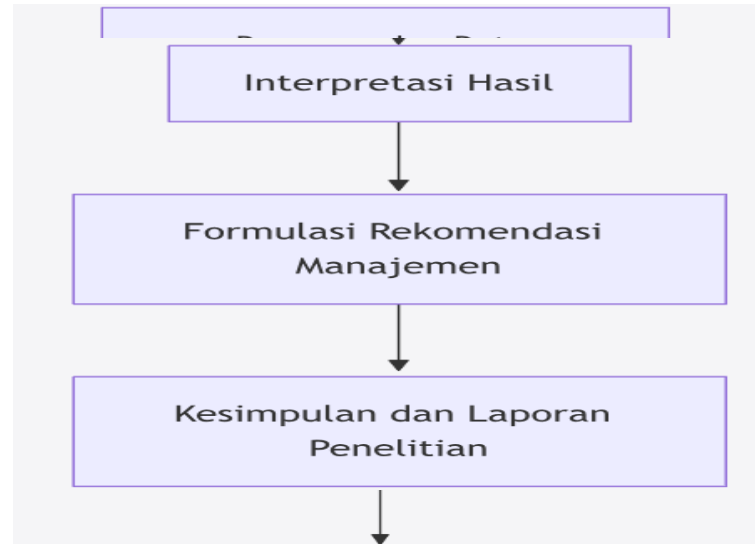 Interpretasi Hasil
Formulasi Rekomendasi
Manajemen
Kesimpulan dan Laporan
Penelitian